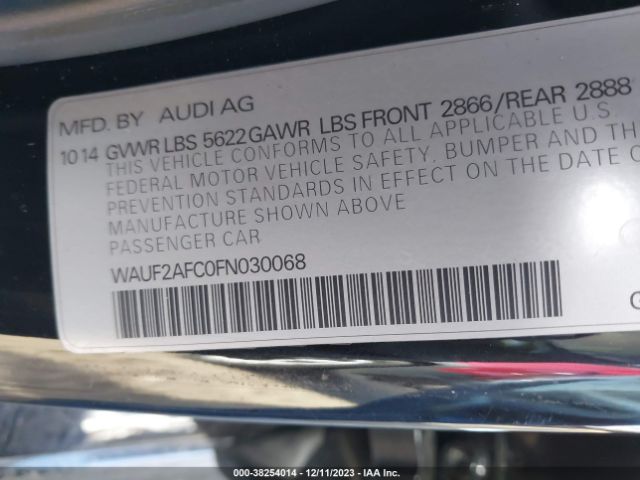 MFD. BY AUDI AG
10 14 GVWR LBS 5622 GAWR LBS FRONT 2866/REAR 2888
THIS VEHICLE CONFORMS TO ALL APPLICABLE U.S.
FEDERAL MOTOR VEHICLE SAFETY, BUMPER AND THE
PREVENTION STANDARDS IN EFFECT ON THE DATE O
MANUFACTURE SHOWN ABOVE
PASSENGER CAR
WAUF2AFC0FN030068
000-38254014 - 12/11/2023 - IAA Inc.